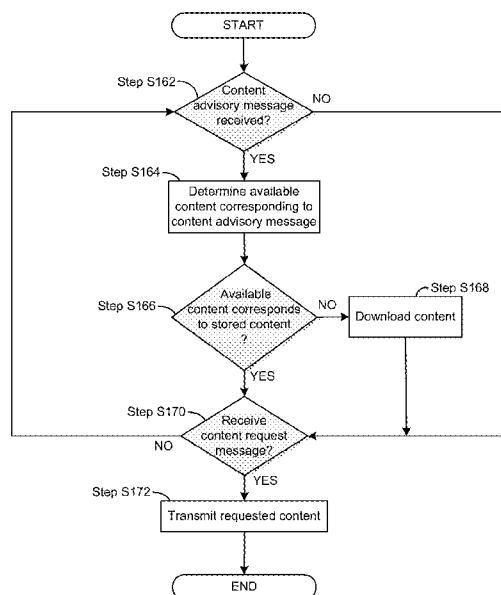 START
Step S162
Content
advisory message
received?
NO
YES
Step S164
Determine available
content corresponding to
content advisory message
Step S166
Available
content corresponds
to stored content
?
NO
Step S168
Download content
YES
Step S170
Receive
content request
message?
NO
YES
Step S172
Transmit requested content
END